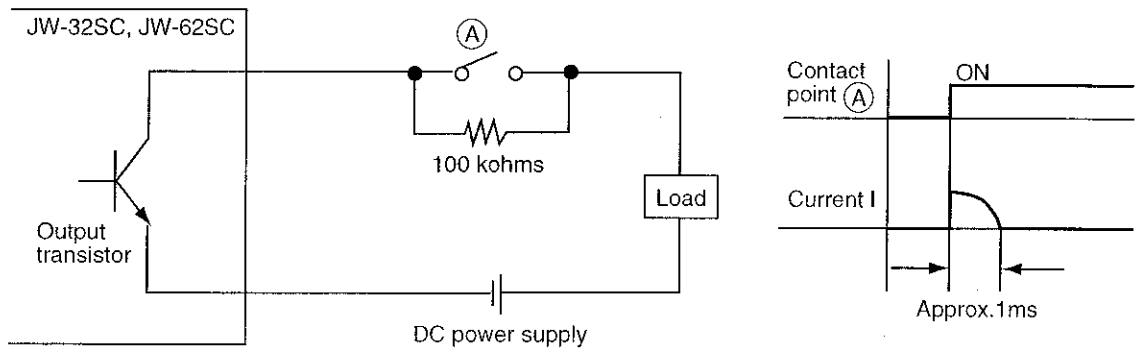 JW-32SC, JW-62SC
A
100 kohms
Load
Output
transistor
DC power supply
Contact
point A
ON
Current I
Approx.1ms